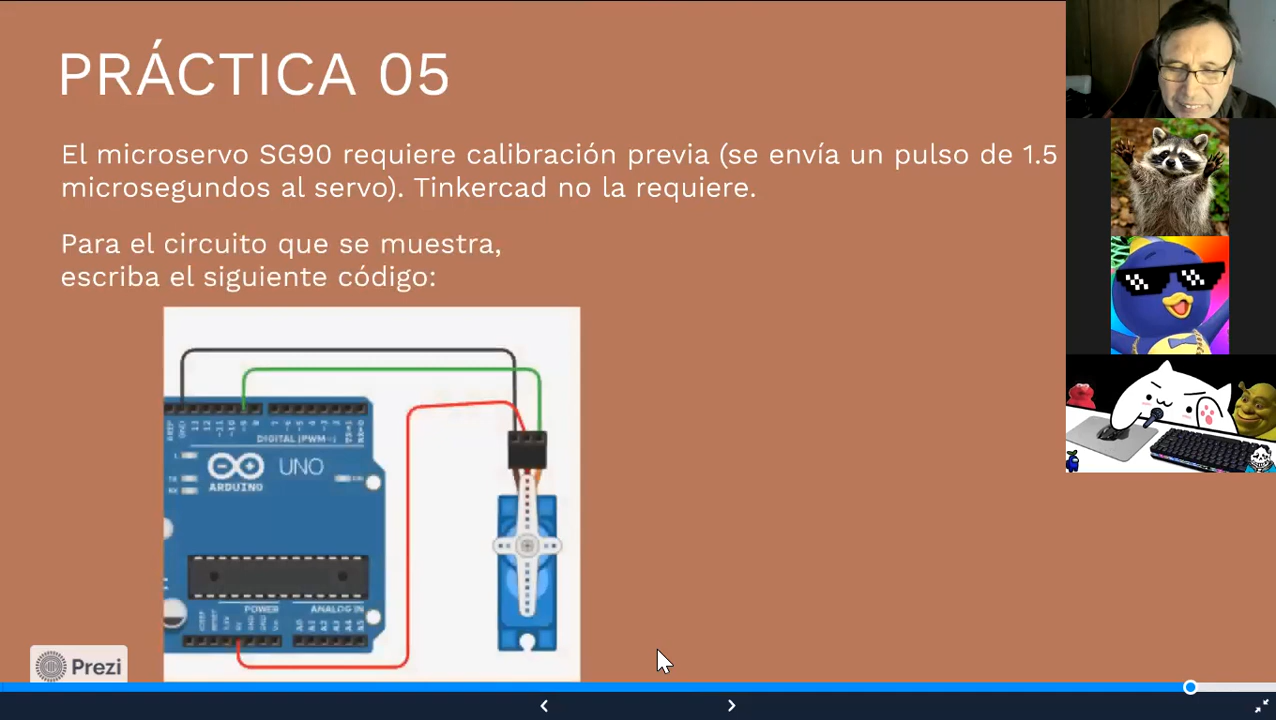 PRÁCTICA 05
El microservo SG90 requiere calibración previa (se envía un pulso de 1.5
microsegundos al servo). Tinkercad no la requiere.
Para el circuito que se muestra,
escriba el siguiente código:
DIGITAL (PWM~)
UNO
ARDUINO
POWER
ANALOG IN
Prezi